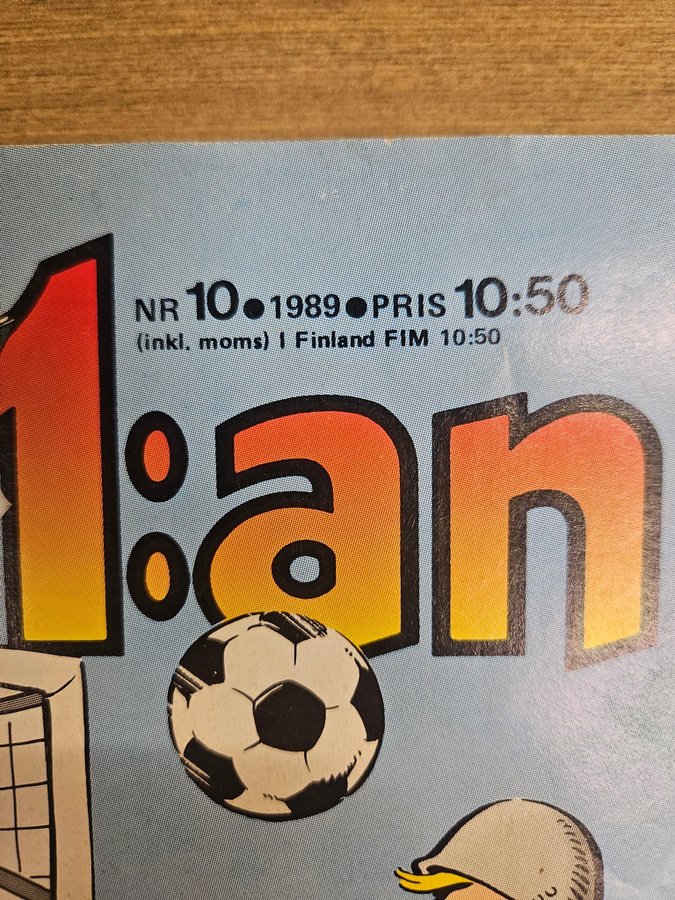 NR 10●1989●PRIS 10:50
(inkl. moms) I Finland FIM 10:50
1:an